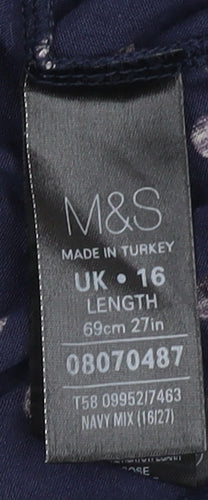 M&S
MADE IN TURKEY
UK • 16
LENGTH
69cm 27in
08070487
T58 09952/7463
NAVY MIX (16/27)